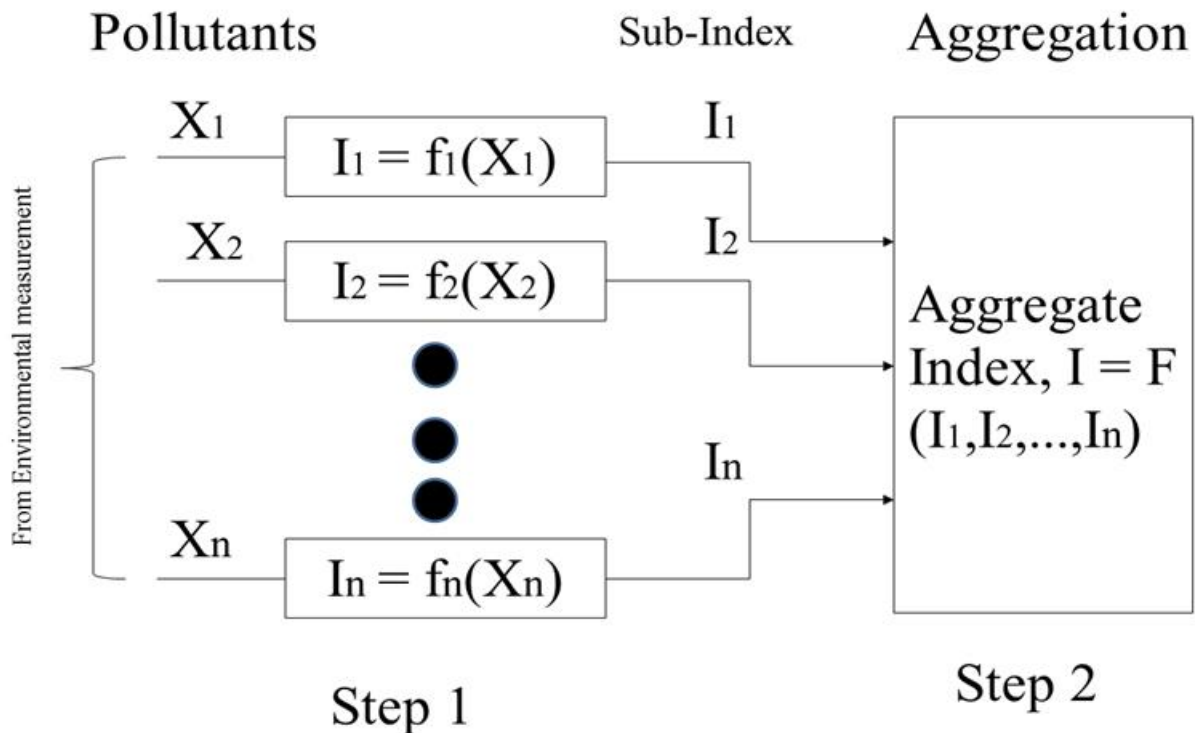 Pollutants
Sub-Index
Aggregation
From Environmental measurement
X1
I1 = f1(X1)
I1
X2
I2 = f2(X2)
I2
Aggregate
Index, I = F
(I1,I2,...,In)
Xn
In = fn(Xn)
In
Step 1
Step 2